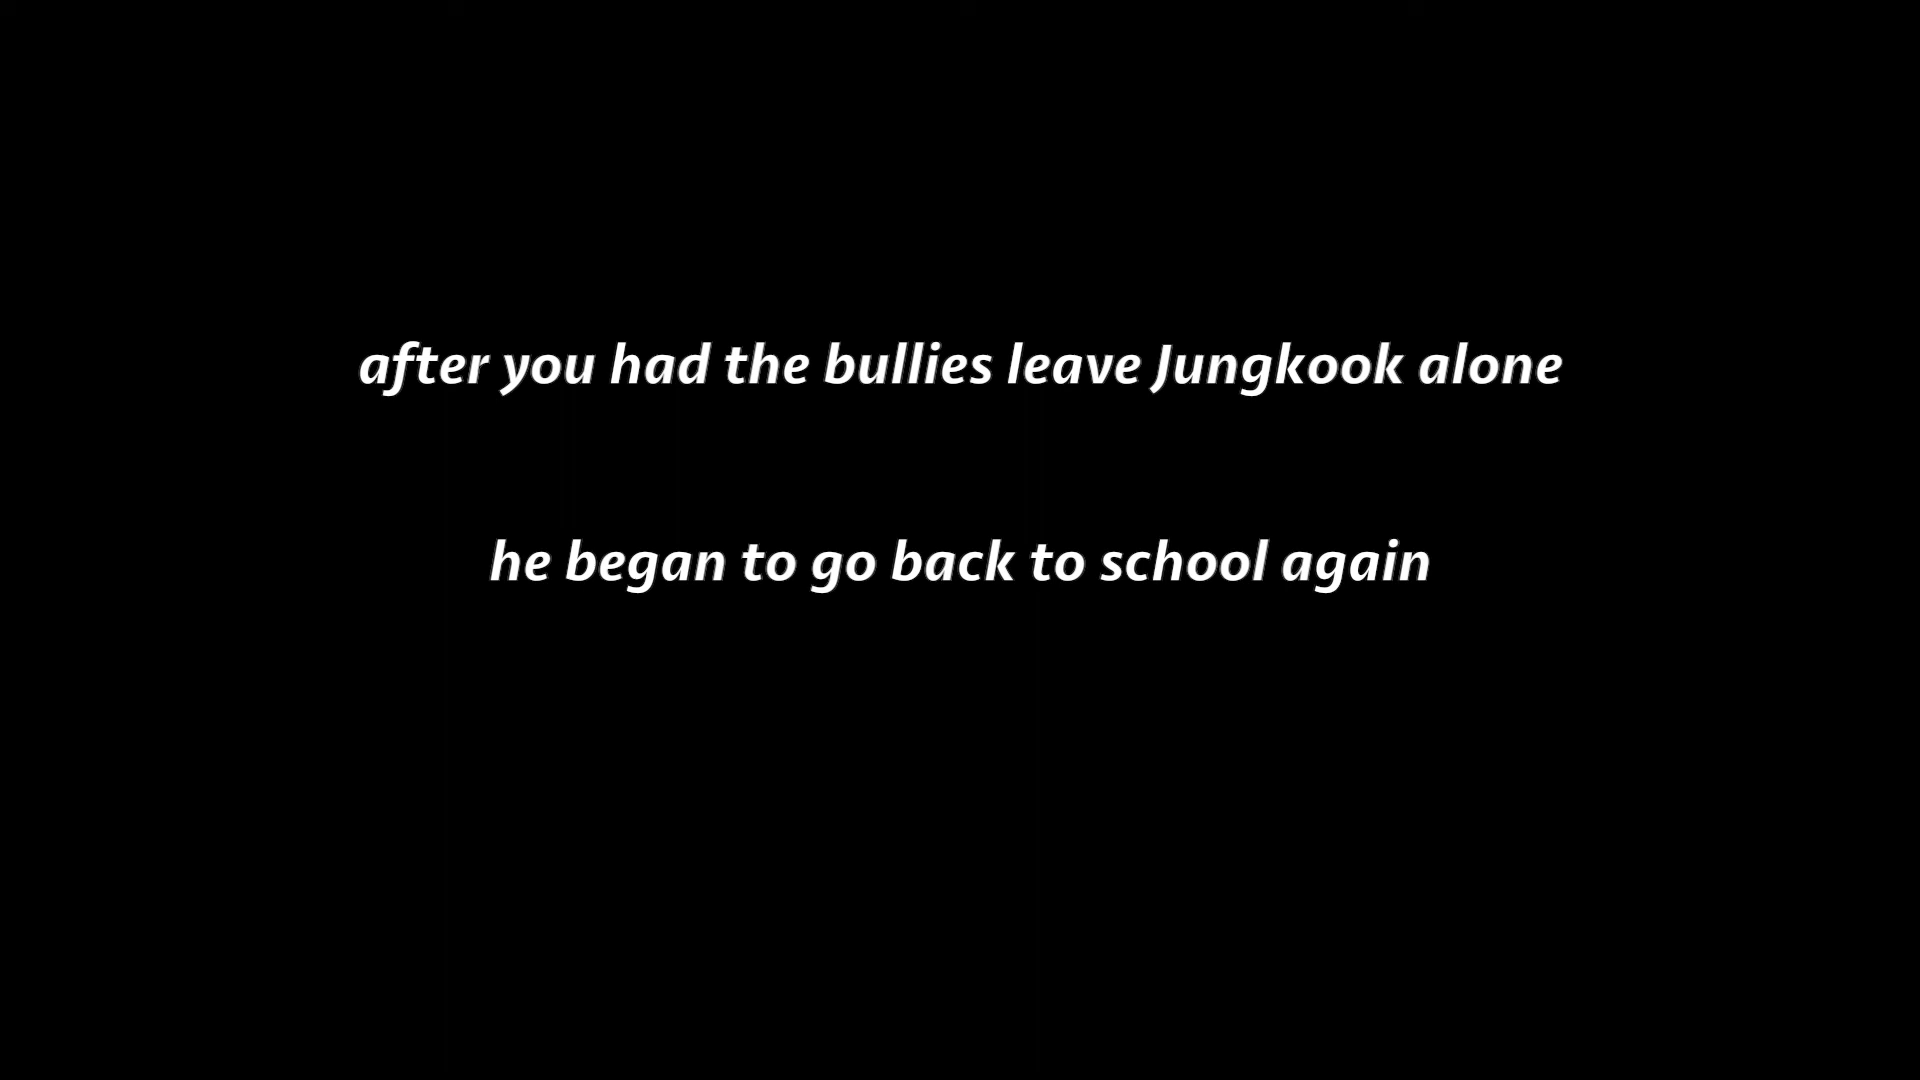 after you had the bullies leave Jungkook alone
he began to go back to school again